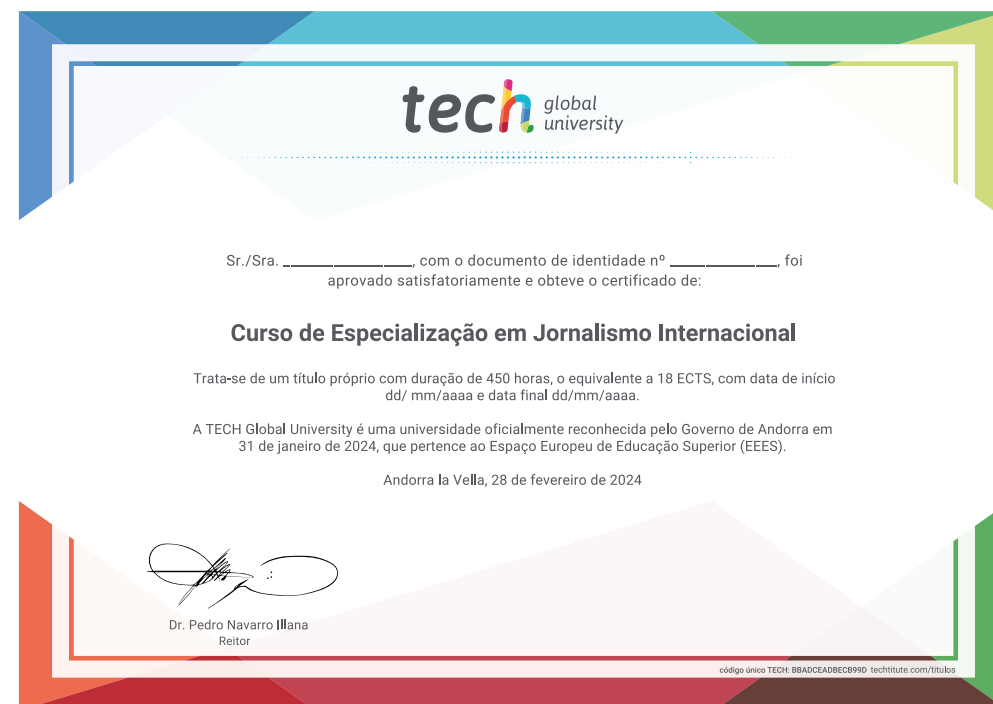 tech global university
Sr./Sra. _______________, com o documento de identidade nº _____________, foi
aprovado satisfatoriamente e obteve o certificado de:
Curso de Especialização em Jornalismo Internacional
Trata-se de um título próprio com duração de 450 horas, o equivalente a 18 ECTS, com data de início
dd/ mm/aaaa e data final dd/mm/aaaa.
A TECH Global University é uma universidade oficialmente reconhecida pelo Governo de Andorra em
31 de janeiro de 2024, que pertence ao Espaço Europeu de Educação Superior (EEES).
Andorra la Vella, 28 de fevereiro de 2024
Dr. Pedro Navarro Illana
Reitor
código único TECH: BBADCEADBECB99D techtitute.com/titulos